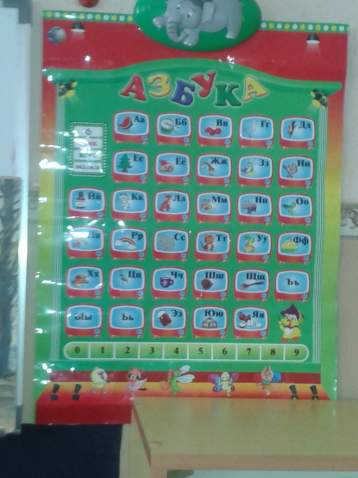 АЗБУКА
Аа Бб Вв Гг Дд
Ее Ёё Жж Зз Ии
Йй Кк Лл Мм Нн Оо
Пп Рр Сс Тт Уу Фф
Хх Цц Чч Шш Щщ Ъъ
Ыы Ьь Ээ Юю Яя
0 1 2 3 4 5 6 7 8 9